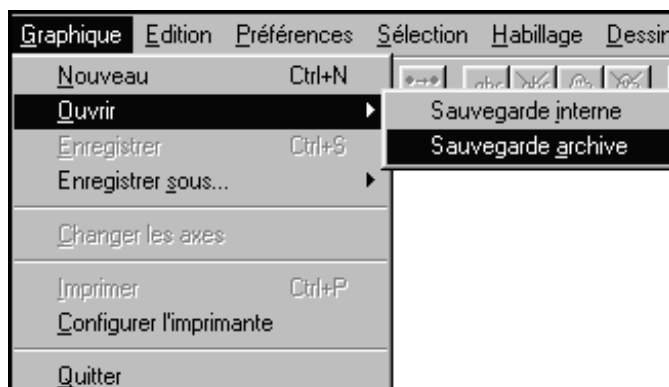 Graphique Edition Préférences Sélection Habillage Dessin
Nouveau Ctrl+N
Ouvrir
Sauvegarde interne
Enregistrer Ctrl+S
Sauvegarde archive
Enregistrer sous...
Changer les axes
Imprimer Ctrl+P
Configurer l'imprimante
Quitter